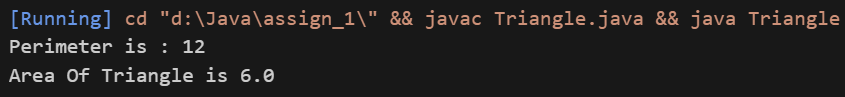 [Running] cd "d:\Java\assign_1\" && javac Triangle.java && java Triangle
Perimeter is : 12
Area Of Triangle is 6.0